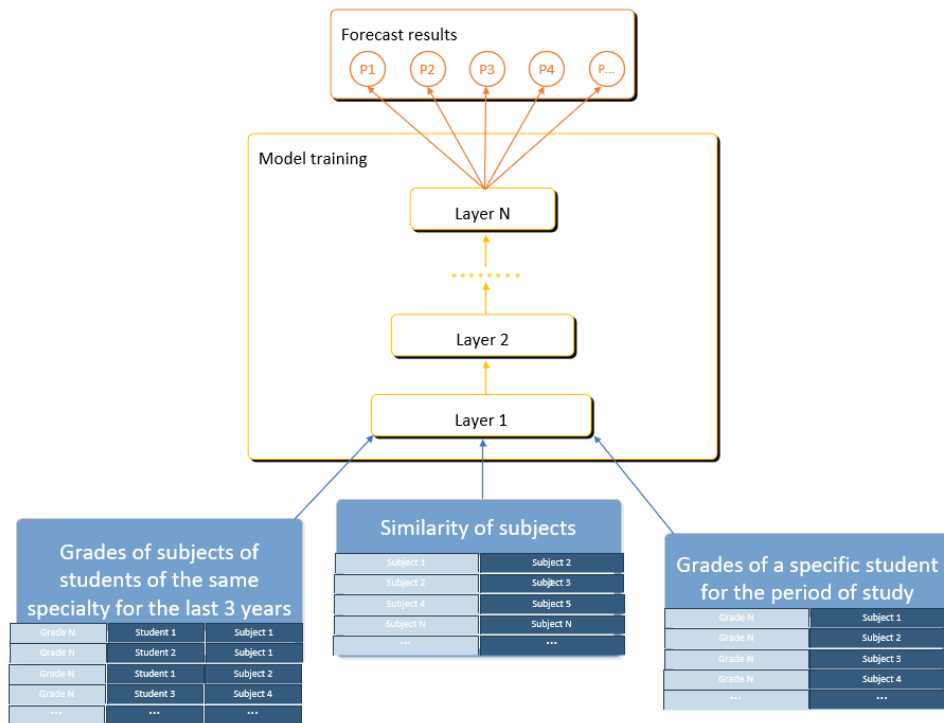 Forecast results
P1 P2 P3 P4 P...
Model training
Layer N
........
Layer 2
Layer 1
Grades of subjects of
students of the same
specialty for the last 3 years
Grade N Student 1 Subject 1
Grade N Student 2 Subject 1
Grade N Student 1 Subject 2
Grade N Student 3 Subject 4
... ... ...
Similarity of subjects
Subject 1 Subject 2
Subject 2 Subject 3
Subject 4 Subject 5
Subject N Subject N
... ...
Grades of a specific student
for the period of study
Grade N Subject 1
Grade N Subject 2
Grade N Subject 3
Grade N Subject 4
... ...